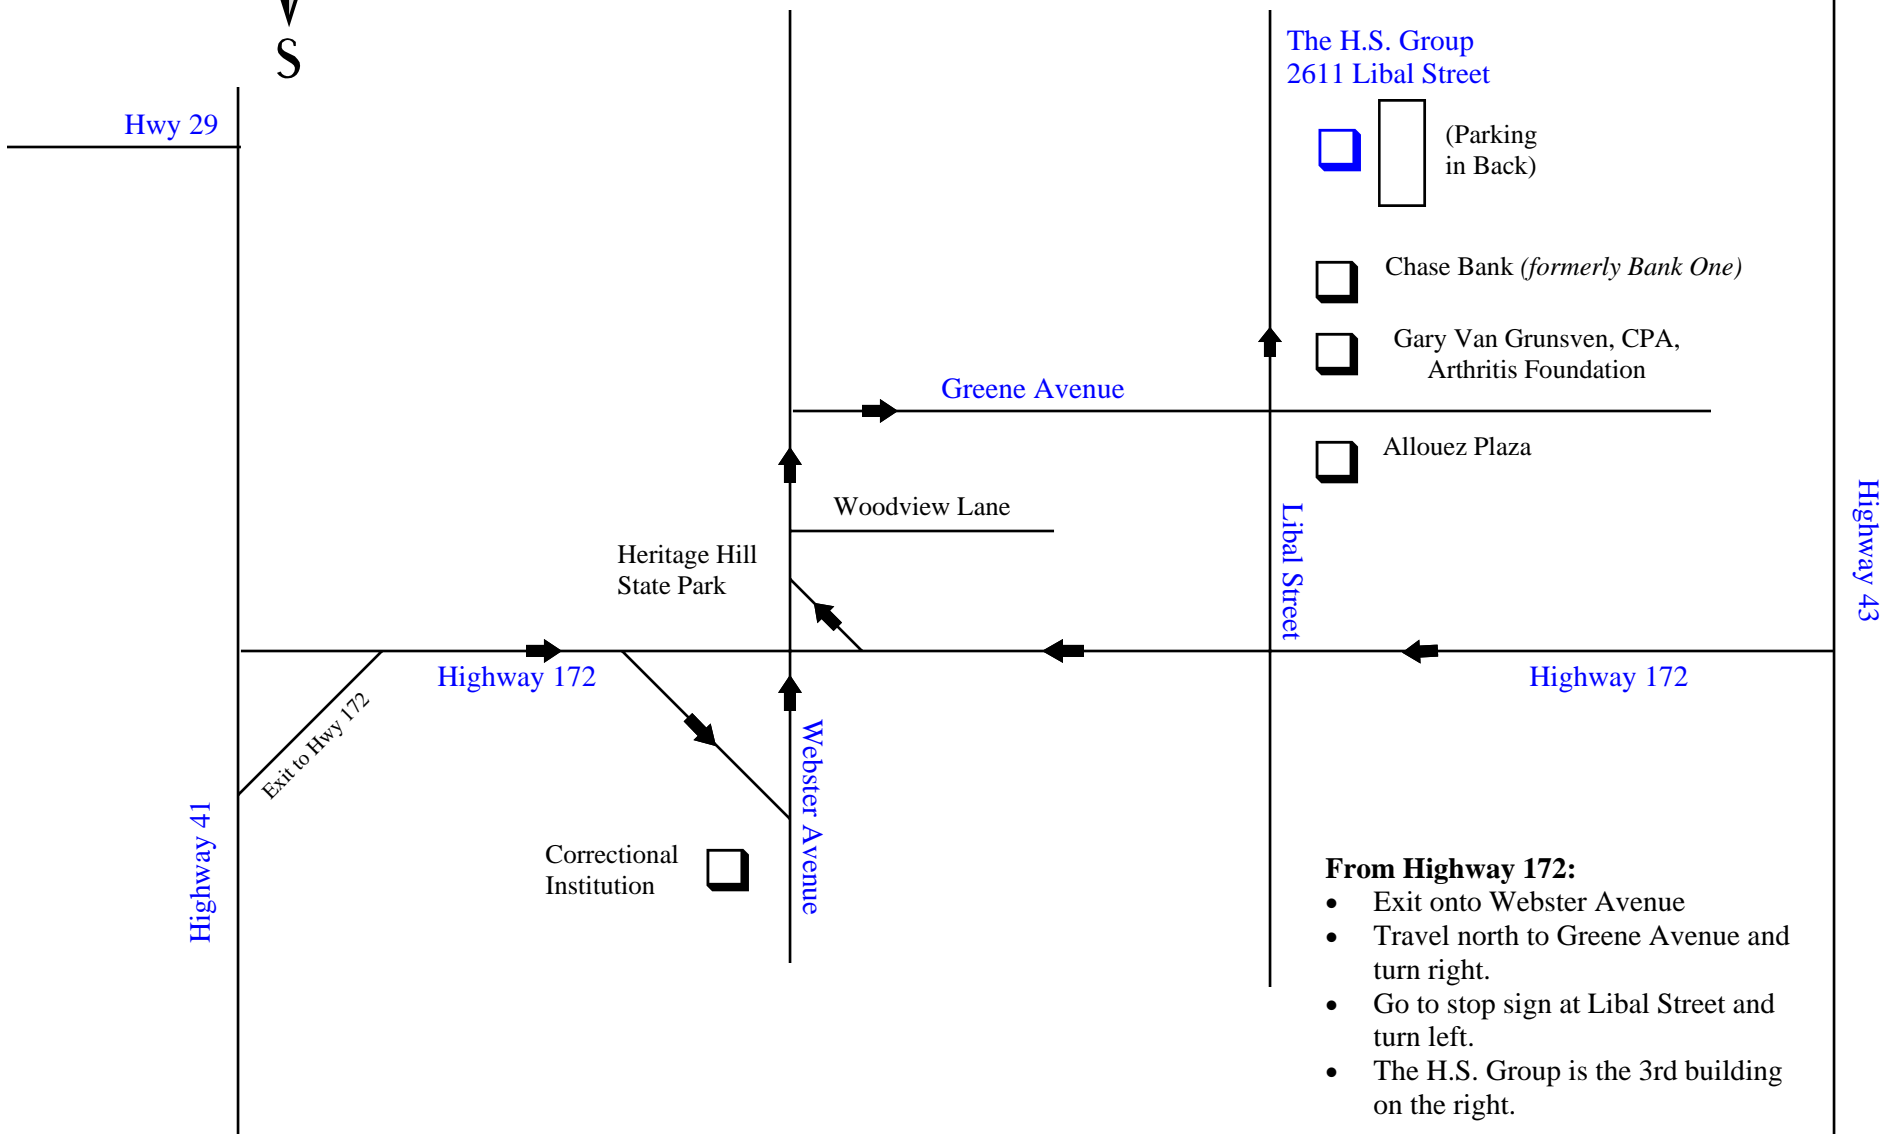 S
The H.S. Group
2611 Libal Street
Hwy 29
(Parking
in Back)
Chase Bank (formerly Bank One)
Gary Van Grunsven, CPA,
Arthritis Foundation
Greene Avenue
Allouez Plaza
Woodview Lane
Libal Street
Highway 43
Heritage Hill
State Park
Highway 172
Highway 172
Exit to Hwy 172
Webster Avenue
Highway 41
Correctional
Institution
From Highway 172:
• Exit onto Webster Avenue
• Travel north to Greene Avenue and
turn right.
• Go to stop sign at Libal Street and
turn left.
• The H.S. Group is the 3rd building
on the right.